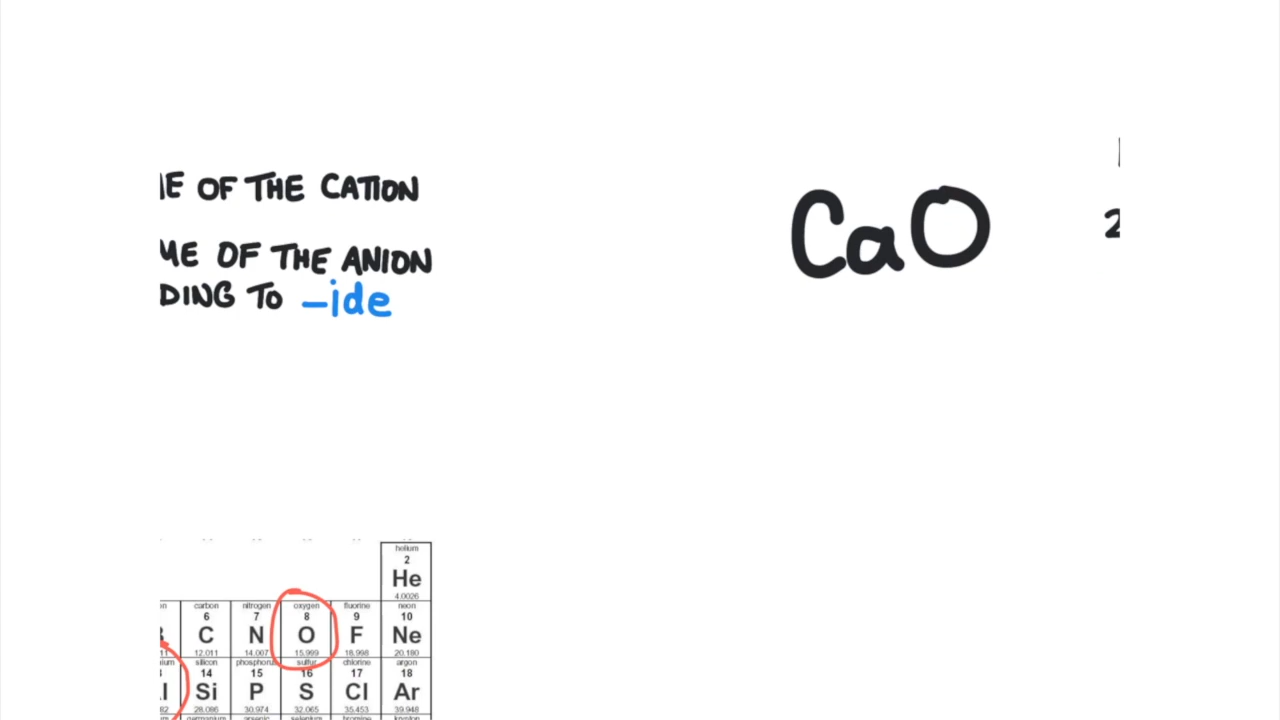 OF THE CATION
OF THE ANION
TO -ide
CaO
2
helium
2
He
4.0026
carbon nitrogen oxygen fluorine neon
6 7 8 9 10
C N O F Ne
12.011 14.007 15.999 18.998 20.180
silicon phosphorus sulfur chlorine argon
14 15 16 17 18
Si P S Cl Ar
28.086 30.974 32.065 35.453 39.948